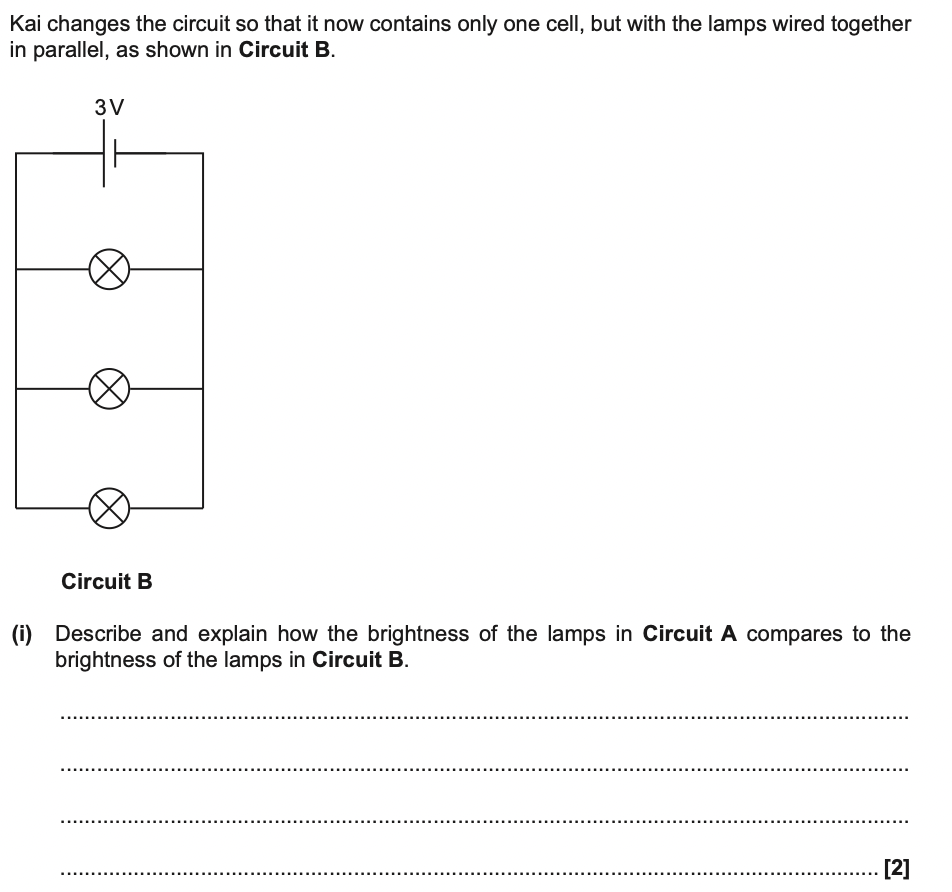 Kai changes the circuit so that it now contains only one cell, but with the lamps wired together
in parallel, as shown in Circuit B.
3V
Circuit B
(i) Describe and explain how the brightness of the lamps in Circuit A compares to the
brightness of the lamps in Circuit B.
[2]